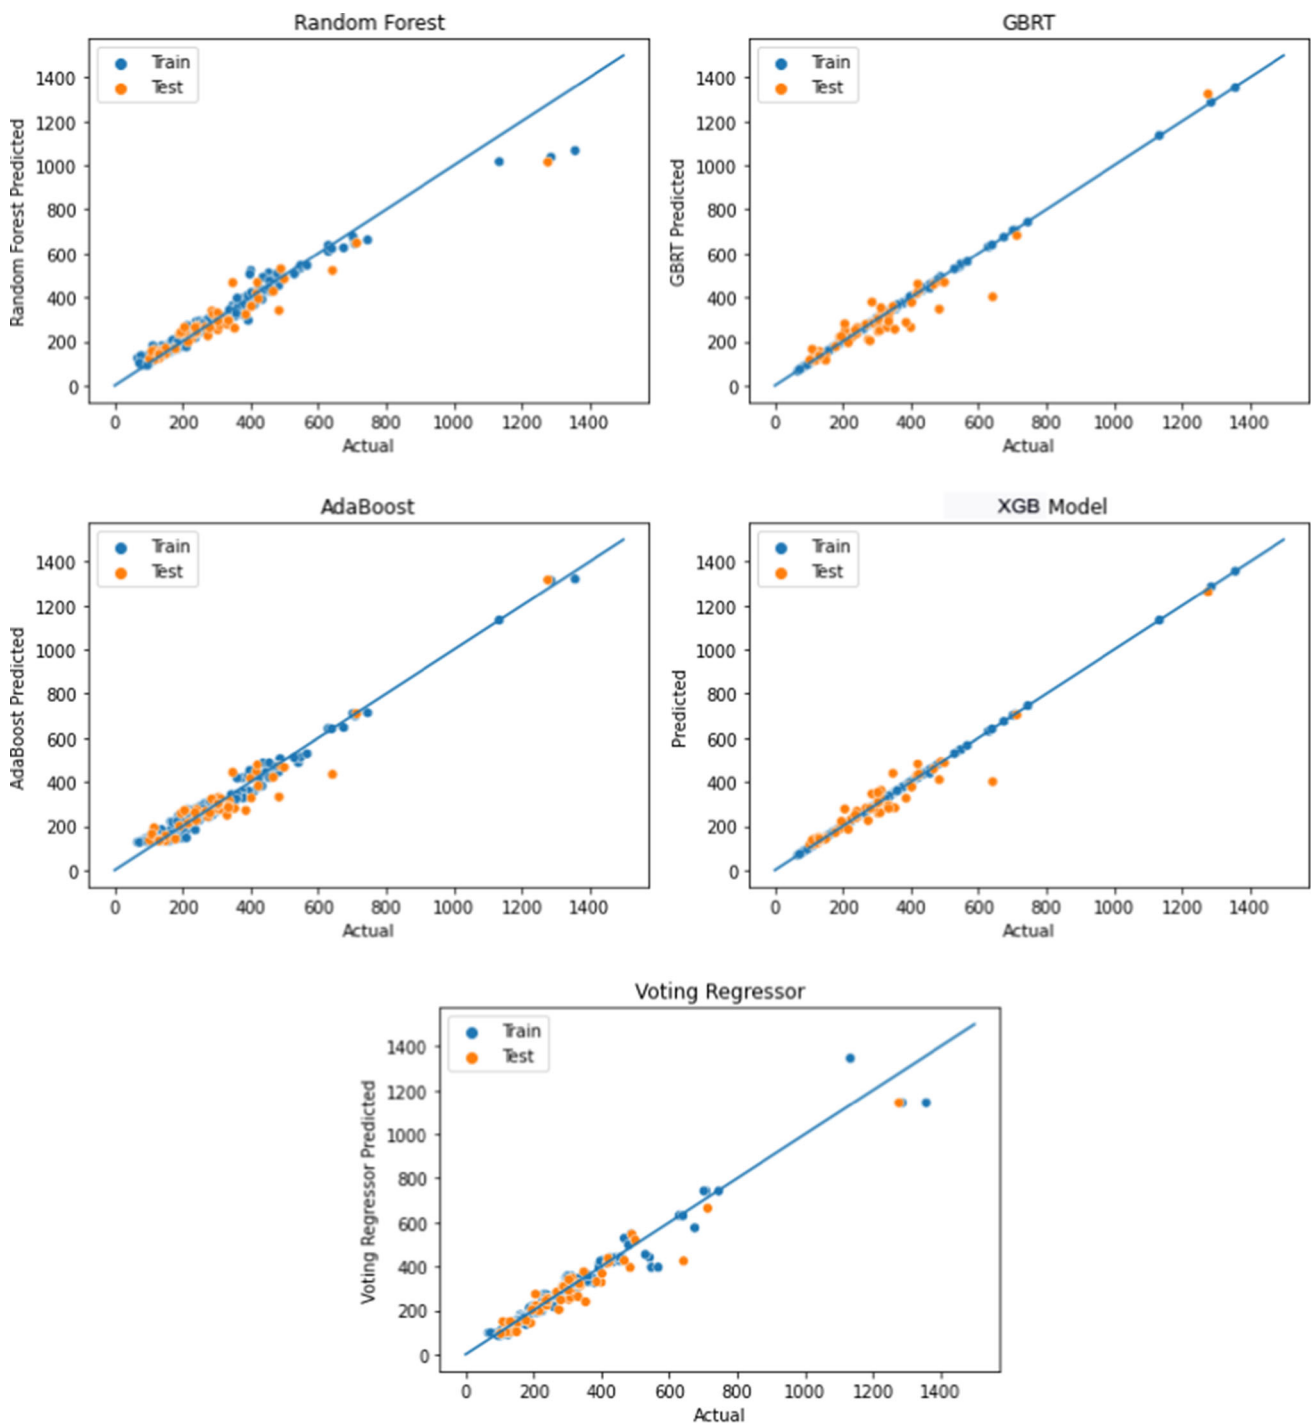 Random Forest
Train
Test
Random Forest Predicted
1400
1200
1000
800
600
400
200
0
0 200 400 600 800 1000 1200 1400
Actual
GBRT
Train
Test
GBRT Predicted
1400
1200
1000
800
600
400
200
0
0 200 400 600 800 1000 1200 1400
Actual
AdaBoost
Train
Test
AdaBoost Predicted
1400
1200
1000
800
600
400
200
0
0 200 400 600 800 1000 1200 1400
Actual
XGB Model
Train
Test
Predicted
1400
1200
1000
800
600
400
200
0
0 200 400 600 800 1000 1200 1400
Actual
Voting Regressor
Train
Test
Voting Regressor Predicted
1400
1200
1000
800
600
400
200
0
0 200 400 600 800 1000 1200 1400
Actual